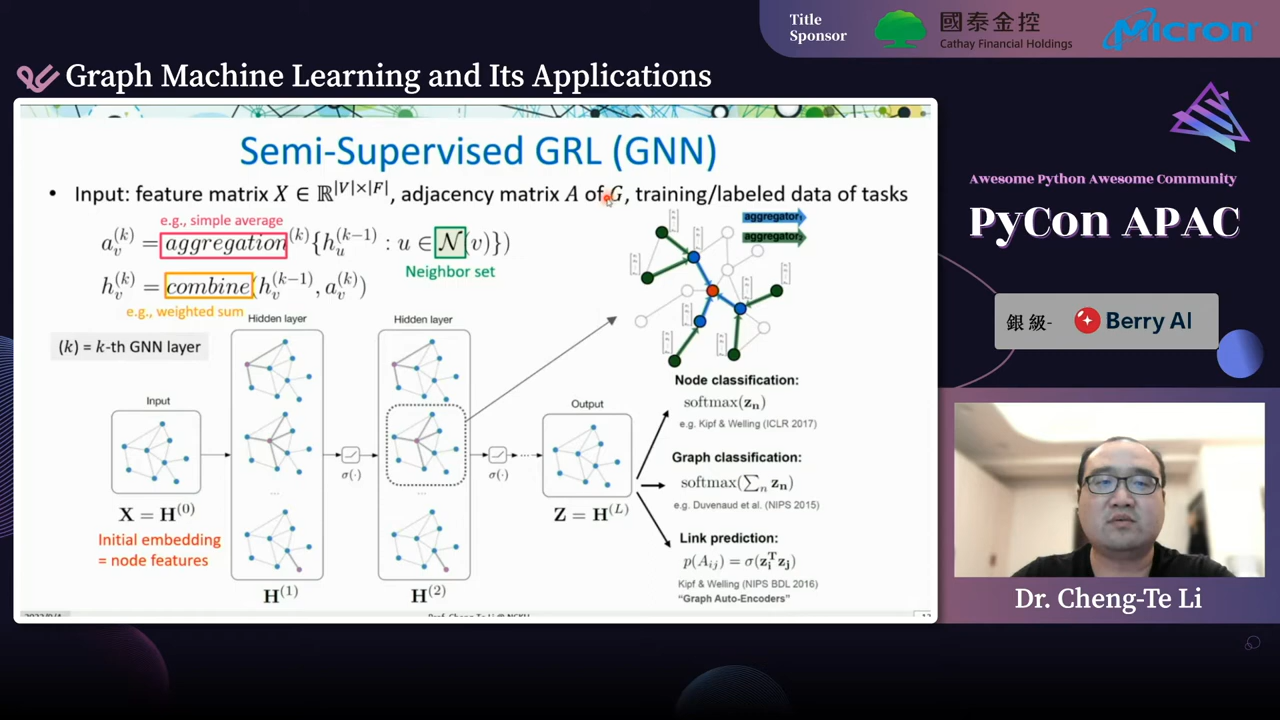 Title
Sponsor
國泰金控
Cathay Financial Holdings
Micron
Graph Machine Learning and Its Applications
Semi-Supervised GRL (GNN)
• Input: feature matrix X ∈ ℝ^{|V|×|F|}, adjacency matrix A of G, training/labeled data of tasks
e.g., simple average
a_v^{(k)} = aggregation^{(k)}{h_u^{(k-1)} : u ∈ N(v)})
Neighbor set
h_v^{(k)} = combine(h_v^{(k-1)}, a_v^{(k)})
e.g., weighted sum
aggregator₁
aggregator₂
(k) = k-th GNN layer
Hidden layer
Hidden layer
Input
Output
σ(·)
σ(·)
...
...
...
X = H^{(0)}
Z = H^{(L)}
Initial embedding
= node features
H^{(1)}
H^{(2)}
Node classification:
softmax(z_n)
e.g. Kipf & Welling (ICLR 2017)
Graph classification:
softmax(∑_n z_n)
e.g. Duvenaud et al. (NIPS 2015)
Link prediction:
p(A_{ij}) = σ(z_i^T z_j)
Kipf & Welling (NIPS BDL 2016)
"Graph Auto-Encoders"
Awesome Python Awesome Community
PyCon APAC
銀級-
Berry AI
Dr. Cheng-Te Li